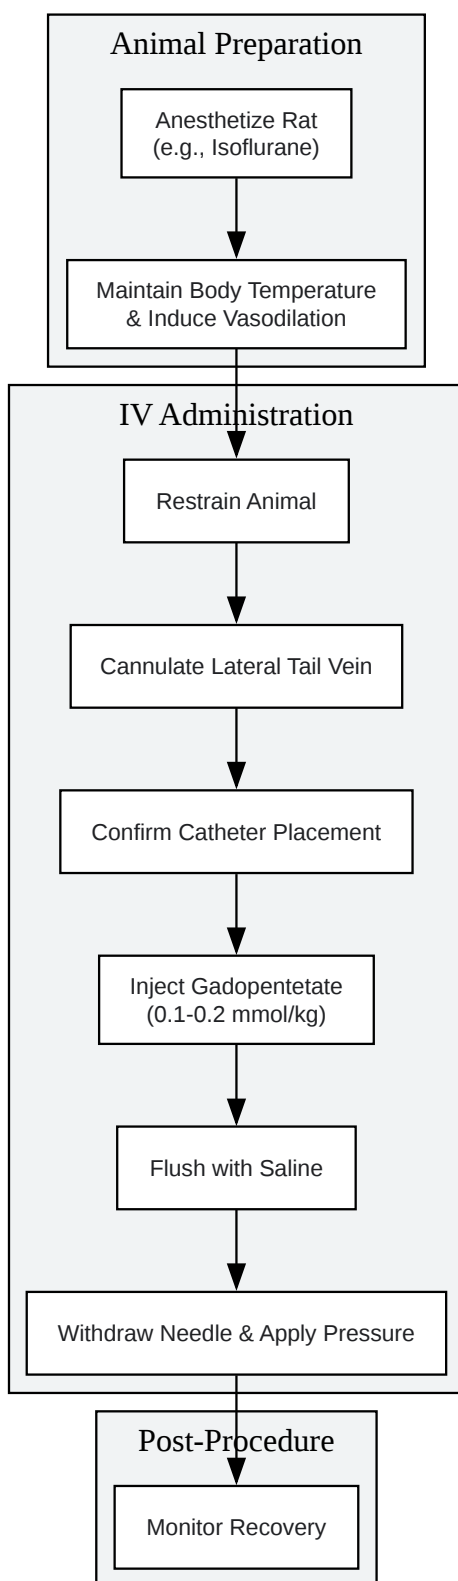 Animal Preparation
Anesthetize Rat
(e.g., Isoflurane)
Maintain Body Temperature
& Induce Vasodilation
IV Administration
Restrain Animal
Cannulate Lateral Tail Vein
Confirm Catheter Placement
Inject Gadopentetate
(0.1-0.2 mmol/kg)
Flush with Saline
Withdraw Needle & Apply Pressure
Post-Procedure
Monitor Recovery